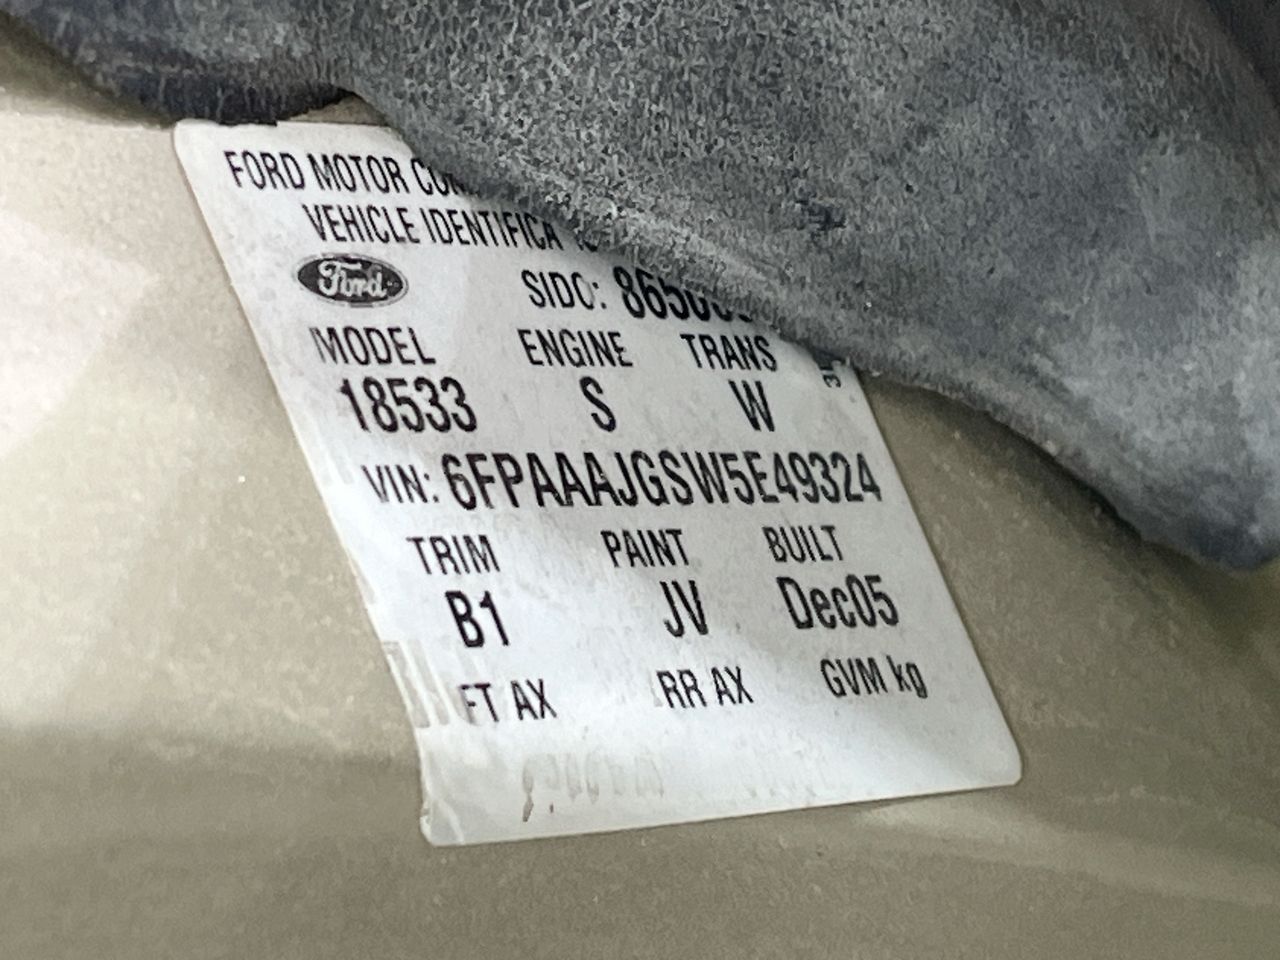 FORD MOTOR
VEHICLE
Ford
SIDO:
MODEL ENGINE TRANS
18533 S W
VIN: 6FPAAAJGSW5E49324
TRIM PAINT BUILT
B1 JV Dec05
FT AX RR AX GVM kg